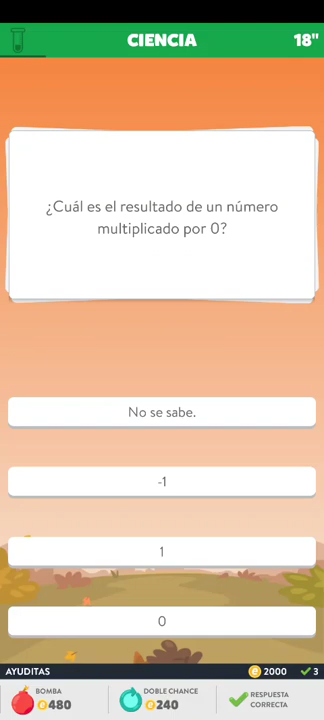 CIENCIA
18"
¿Cuál es el resultado de un número
multiplicado por 0?
No se sabe.
-1
1
0
AYUDITAS
2000
3
BOMBA
480
DOBLE CHANCE
240
RESPUESTA
CORRECTA